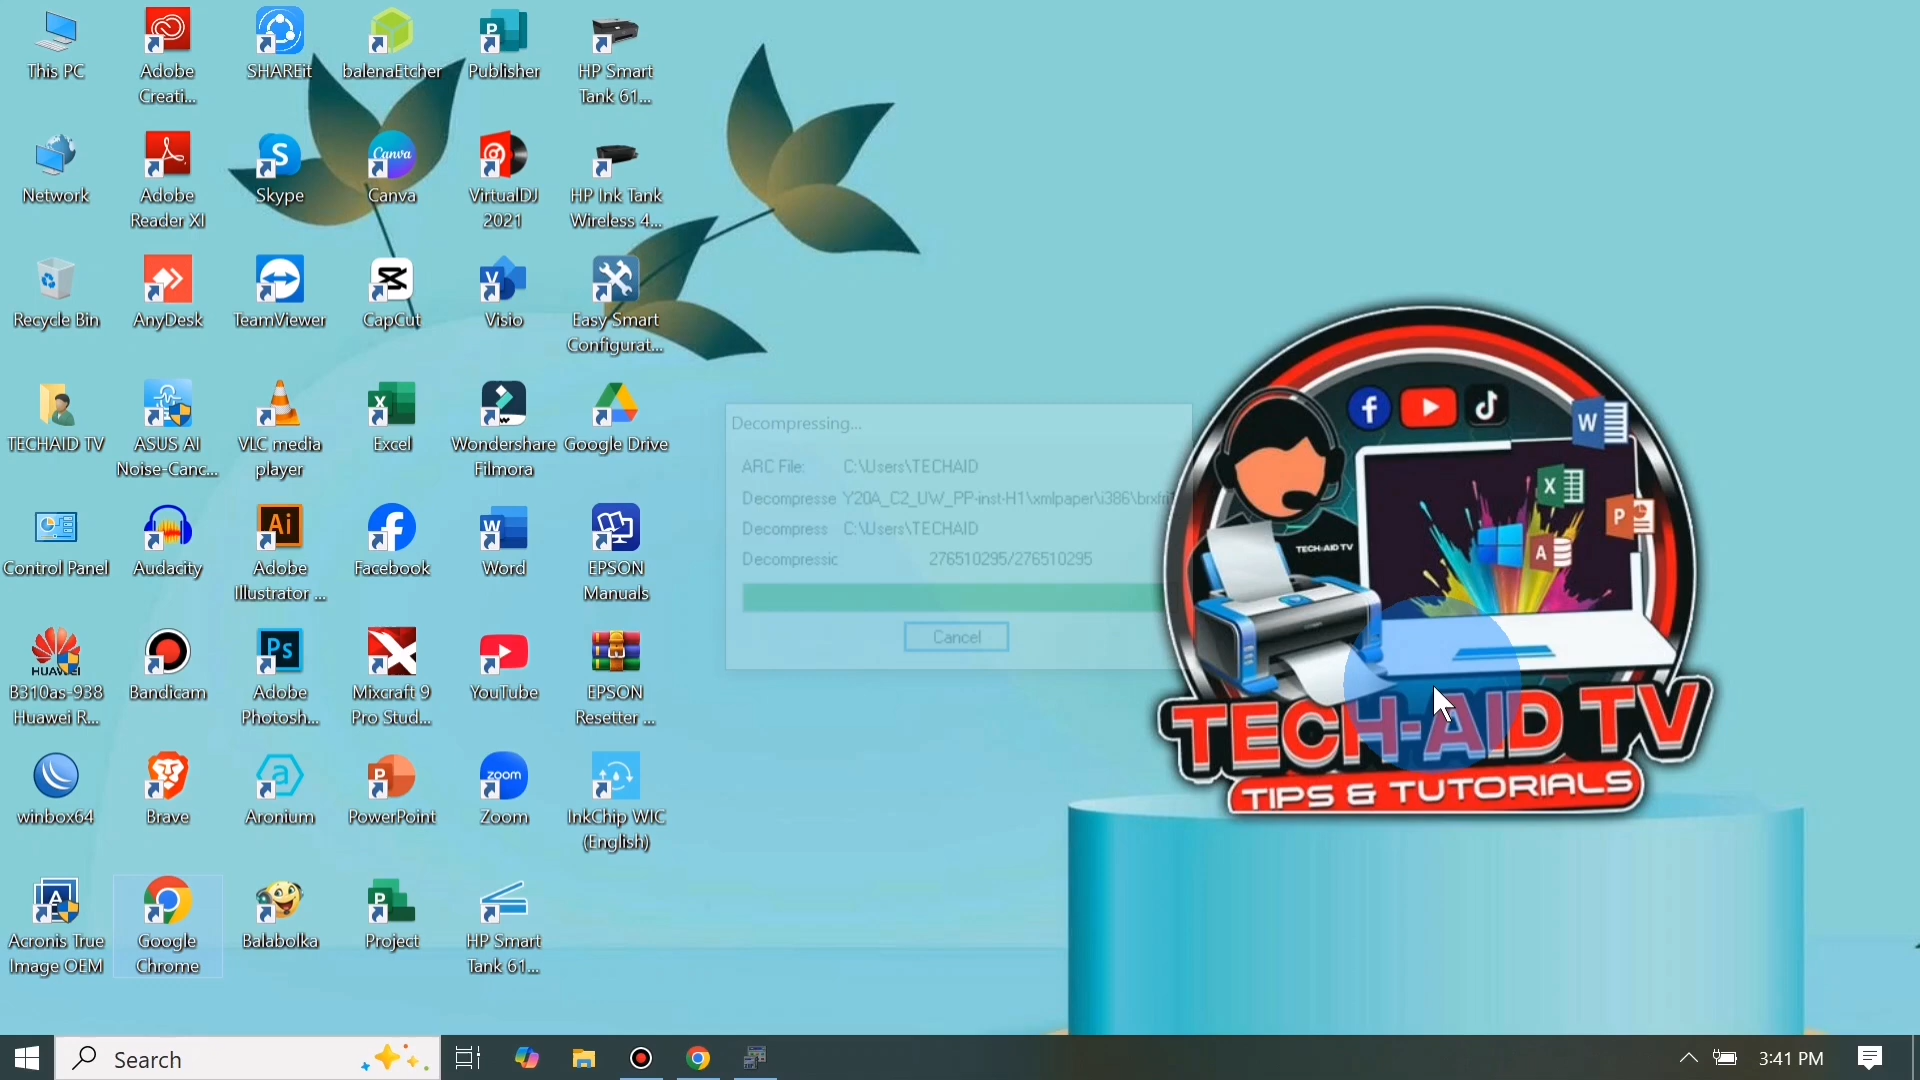 This PC
Adobe
Creati...
SHAREit
balenaEtcher
Publisher
HP Smart
Tank 61...
Network
Adobe
Reader XI
Skype
Canva
VirtualDJ
2021
HP Ink Tank
Wireless 4...
Recycle Bin
AnyDesk
TeamViewer
CapCut
Visio
Easy Smart
Configurat...
TECHAID TV
ASUS AI
Noise-Canc...
VLC media
player
Excel
Wondershare
Filmora
Google Drive
Control Panel
Audacity
Adobe
Illustrator ...
Facebook
Word
EPSON
Manuals
HUAWEI
B310as-938
Huawei R...
Bandicam
Adobe
Photosh...
Mixcraft 9
Pro Stud...
YouTube
EPSON
Resetter ...
winbox64
Brave
Aronium
PowerPoint
zoom
Zoom
InkChip WIC
(English)
Acronis True
Image OEM
Google
Chrome
Balabolka
Project
HP Smart
Tank 61...
Decompressing...
ARC File: C:\Users\TECHAID
Decompresse Y20A_C2_UW_PP-inst-H1\xmlpaper\i386\brxfri1
Decompress C:\Users\TECHAID
Decompressic 276510295/276510295
Cancel
TECH-AID TV
TECH-AID TV
TIPS & TUTORIALS
Search
3:41 PM